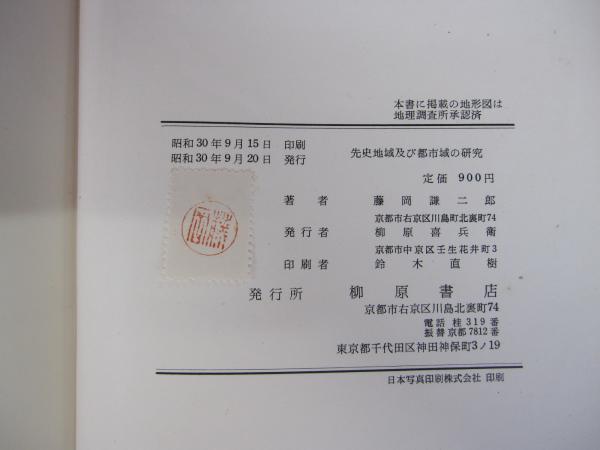 本書に掲載の地形図は
地理調査所承認済
昭和30年9月15日 印刷
昭和30年9月20日 発行
先史地域及び都市域の研究
定価 900円
著者 藤岡謙二郎
京都市右京区川島町北裏町74
発行者 柳原喜兵衛
京都市中京区壬生花井町3
印刷者 鈴木直樹
発行所 柳原書店
京都市右京区川島北裏町74
電話 桂319番
振替 京都7812番
東京都千代田区神田神保町3ノ19
日本写真印刷株式会社 印刷